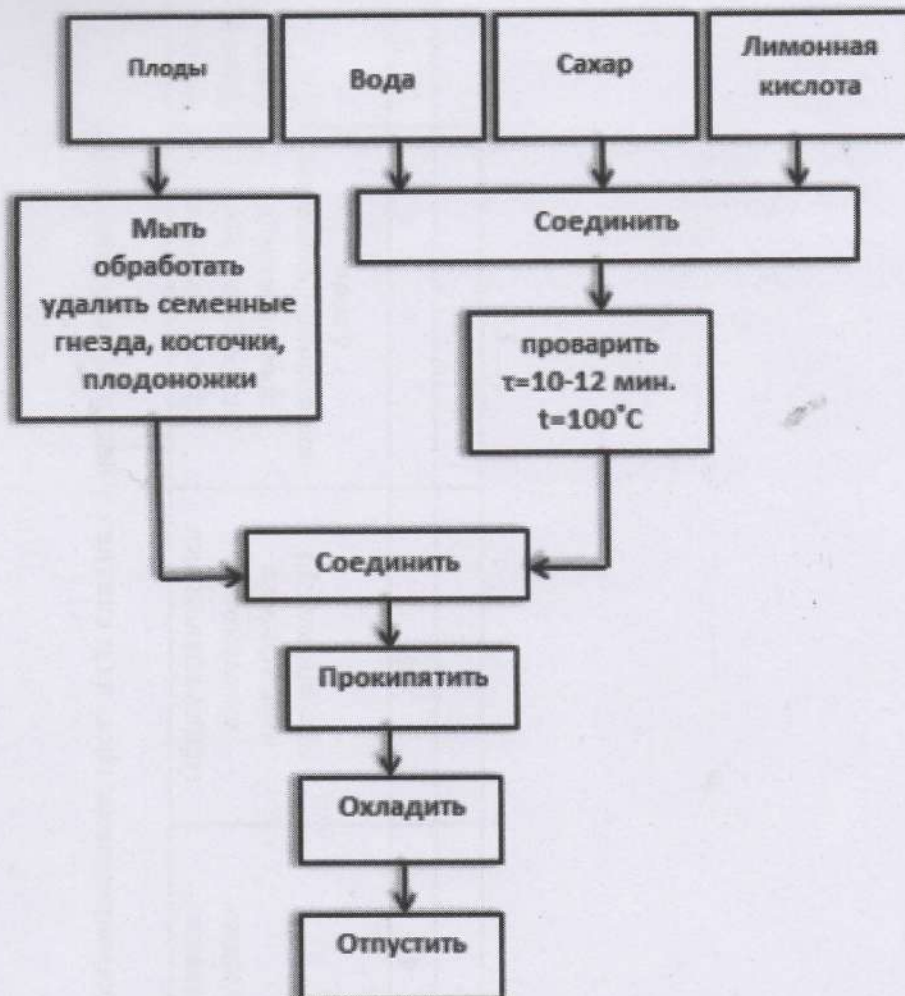 Плоды
Вода
Сахар
Лимонная
кислота
Мыть
обработать
удалить семенные
гнезда, косточки,
плодоножки
Соединить
проварить
τ=10-12 мин.
t=100˚С
Соединить
Прокипятить
Охладить
Отпустить